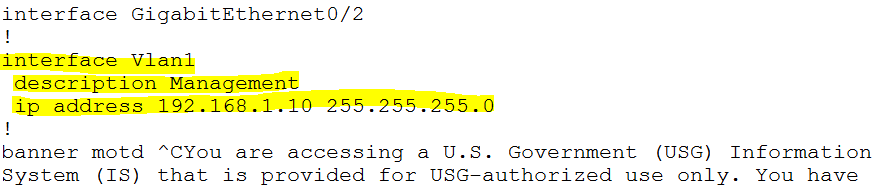 interface GigabitEthernet0/2
!
interface Vlan1
description Management
ip address 192.168.1.10 255.255.255.0
!
banner motd ^CYou are accessing a U.S. Government (USG) Information
System (IS) that is provided for USG-authorized use only. You have